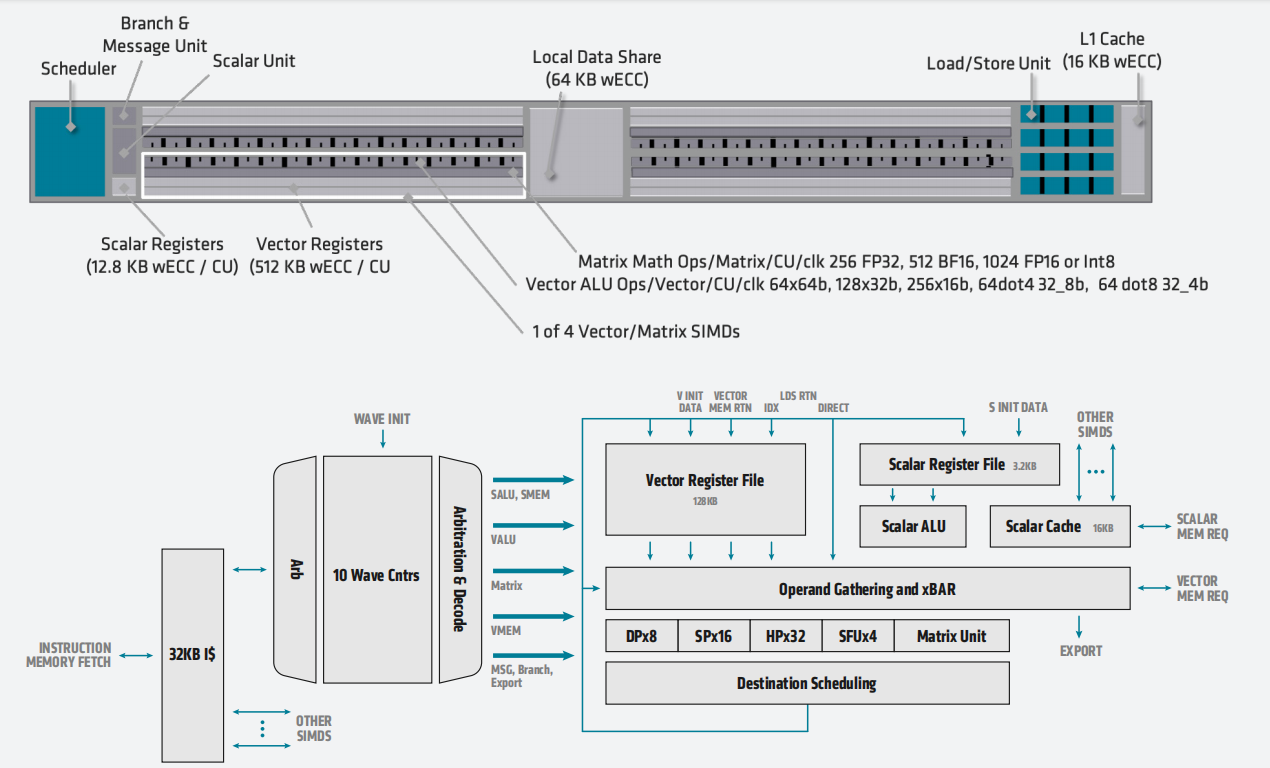 Branch &
Message Unit
Scheduler
Scalar Unit
Local Data Share
(64 KB wECC)
L1 Cache
Load/Store Unit
(16 KB wECC)
Scalar Registers
(12.8 KB wECC / CU)
Vector Registers
(512 KB wECC / CU
Matrix Math Ops/Matrix/CU/clk 256 FP32, 512 BF16, 1024 FP16 or Int8
Vector ALU Ops/Vector/CU/clk 64x64b, 128x32b, 256x16b, 64dot4 32_8b, 64 dot8 32_4b
1 of 4 Vector/Matrix SIMDs
WAVE INIT
V INIT
DATA
VECTOR
MEM RTN
LDS RTN
IDX
DIRECT
S INIT DATA
OTHER
SIMDS
Vector Register File
128KB
Scalar Register File 3.2KB
Scalar ALU
Scalar Cache 16KB
SCALAR
MEM REQ
Arb
10 Wave Cntrs
Arbitration & Decode
SALU, SMEM
VALU
Matrix
VMEM
MSG, Branch,
Export
Operand Gathering and xBAR
VECTOR
MEM REQ
DPx8
SPx16
HPx32
SFUx4
Matrix Unit
EXPORT
Destination Scheduling
INSTRUCTION
MEMORY FETCH
32KB I$
OTHER
SIMDS